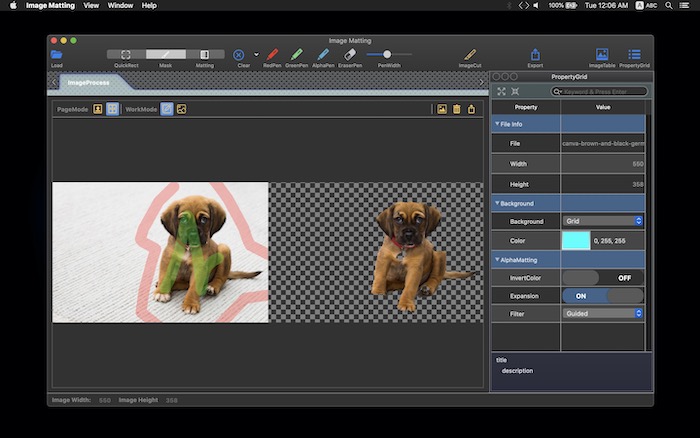 Image Matting View Window Help 100% Tue 12:06 AM A ABC
Image Matting
Load QuickRect Mask Matting Clear RedPen GreenPen AlphaPen EraserPen PenWidth ImageCut Export ImageTable PropertyGrid
ImageProcess
PropertyGrid
Keyword & Press Enter
PageMode WorkMode
Property Value
File Info
File canva-brown-and-black-germ
Width 550
Height 358
Background
Background Grid
Color 0, 255, 255
AlphaMatting
InvertColor OFF
Expansion ON
Filter Guided
title
description
Image Width: 550 Image Height 358